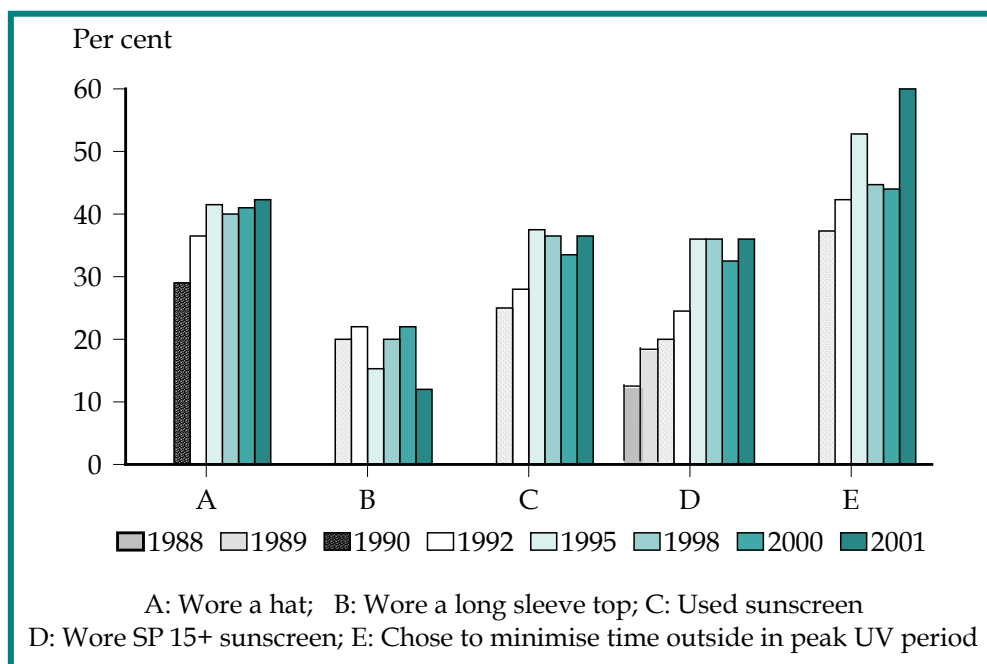 Per cent
60
50
40
30
20
10
0
A B C D E
1988 1989 1990 1992 1995 1998 2000 2001
A: Wore a hat; B: Wore a long sleeve top; C: Used sunscreen
D: Wore SP 15+ sunscreen; E: Chose to minimise time outside in peak UV period